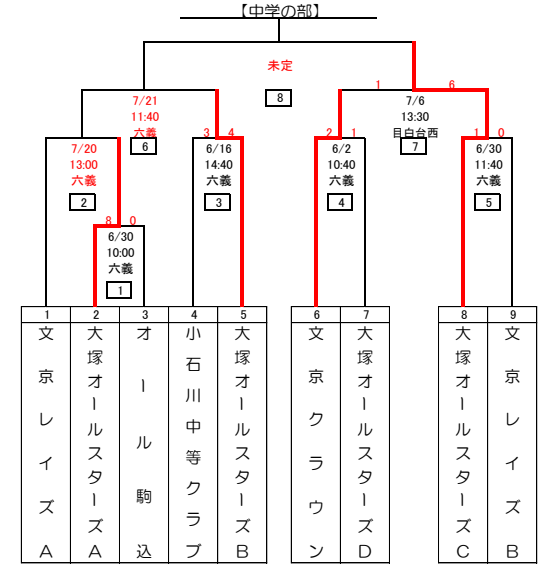 【中学の部】
未定
8
1 6
7/21
11:40
六義
6
7/6
13:30
目白台西
7
3 4
2 1
1 0
7/20
13:00
六義
2
6/16
14:40
六義
3
6/2
10:40
六義
4
6/30
11:40
六義
5
8 0
6/30
10:00
六義
1
1 2 3 4 5 6 7 8 9
文京レイズA
大塚オールスターズA
オール駒込
小石川中等クラブ
大塚オールスターズB
文京クラウン
大塚オールスターズD
大塚オールスターズC
文京レイズB